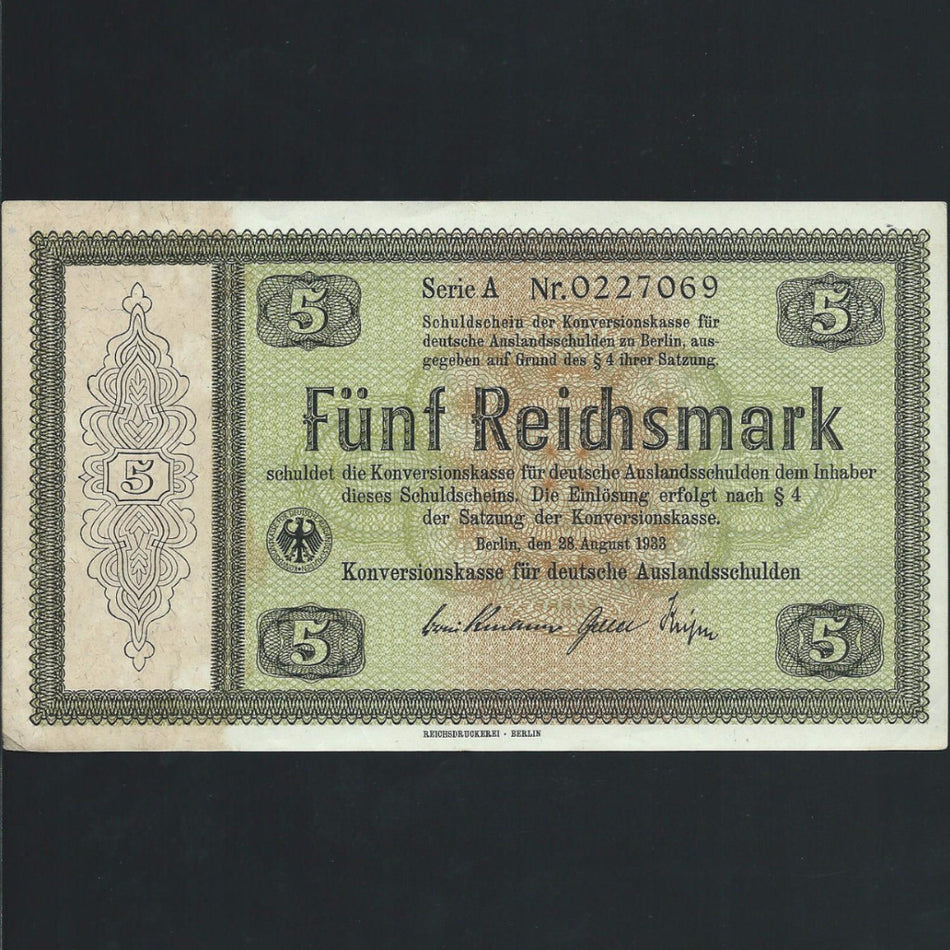 5
5
Serie A Nr.0227069
Schuldschein der Konversionskasse für
deutsche Auslandsschulden zu Berlin, aus-
gegeben auf Grund des § 4 ihrer Satzung.
Fünf Reichsmark
5
schuldet die Konversionskasse für deutsche Auslandsschulden dem Inhaber
dieses Schuldscheins. Die Einlösung erfolgt nach § 4
der Satzung der Konversionskasse.
Berlin, den 28 August 1933
Konversionskasse für deutsche Auslandsschulden
5
5
REICHSDRUCKEREI · BERLIN